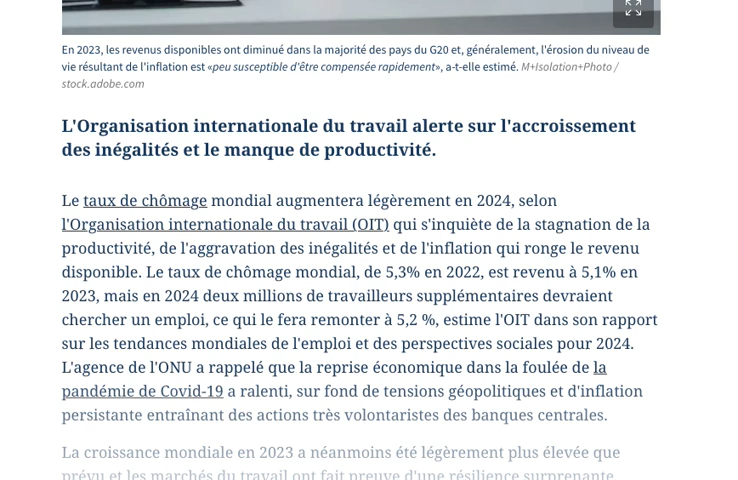 En 2023, les revenus disponibles ont diminué dans la majorité des pays du G20 et, généralement, l'érosion du niveau de
vie résultant de l'inflation est «peu susceptible d'être compensée rapidement», a-t-elle estimé. M+Isolation+Photo /
stock.adobe.com
L'Organisation internationale du travail alerte sur l'accroissement
des inégalités et le manque de productivité.
Le taux de chômage mondial augmentera légèrement en 2024, selon
l'Organisation internationale du travail (OIT) qui s'inquiète de la stagnation de la
productivité, de l'aggravation des inégalités et de l'inflation qui ronge le revenu
disponible. Le taux de chômage mondial, de 5,3% en 2022, est revenu à 5,1% en
2023, mais en 2024 deux millions de travailleurs supplémentaires devraient
chercher un emploi, ce qui le fera remonter à 5,2 %, estime l'OIT dans son rapport
sur les tendances mondiales de l'emploi et des perspectives sociales pour 2024.
L'agence de l'ONU a rappelé que la reprise économique dans la foulée de la
pandémie de Covid-19 a ralenti, sur fond de tensions géopolitiques et d'inflation
persistante entraînant des actions très volontaristes des banques centrales.
La croissance mondiale en 2023 a néanmoins été légèrement plus élevée que
prévu et les marchés du travail ont fait preuve d'une résilience surprenante